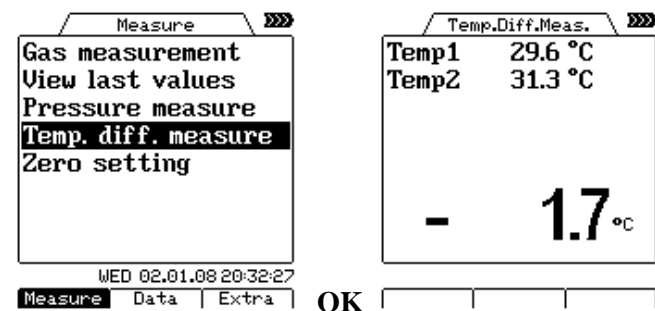 Measure
Gas measurement
View last values
Pressure measure
Temp. diff. measure
Zero setting
WED 02.01.08 20:32:27
Measure Data Extra
OK
Temp.Diff.Meas.
Temp1 29.6 °C
Temp2 31.3 °C
- 1.7 °C